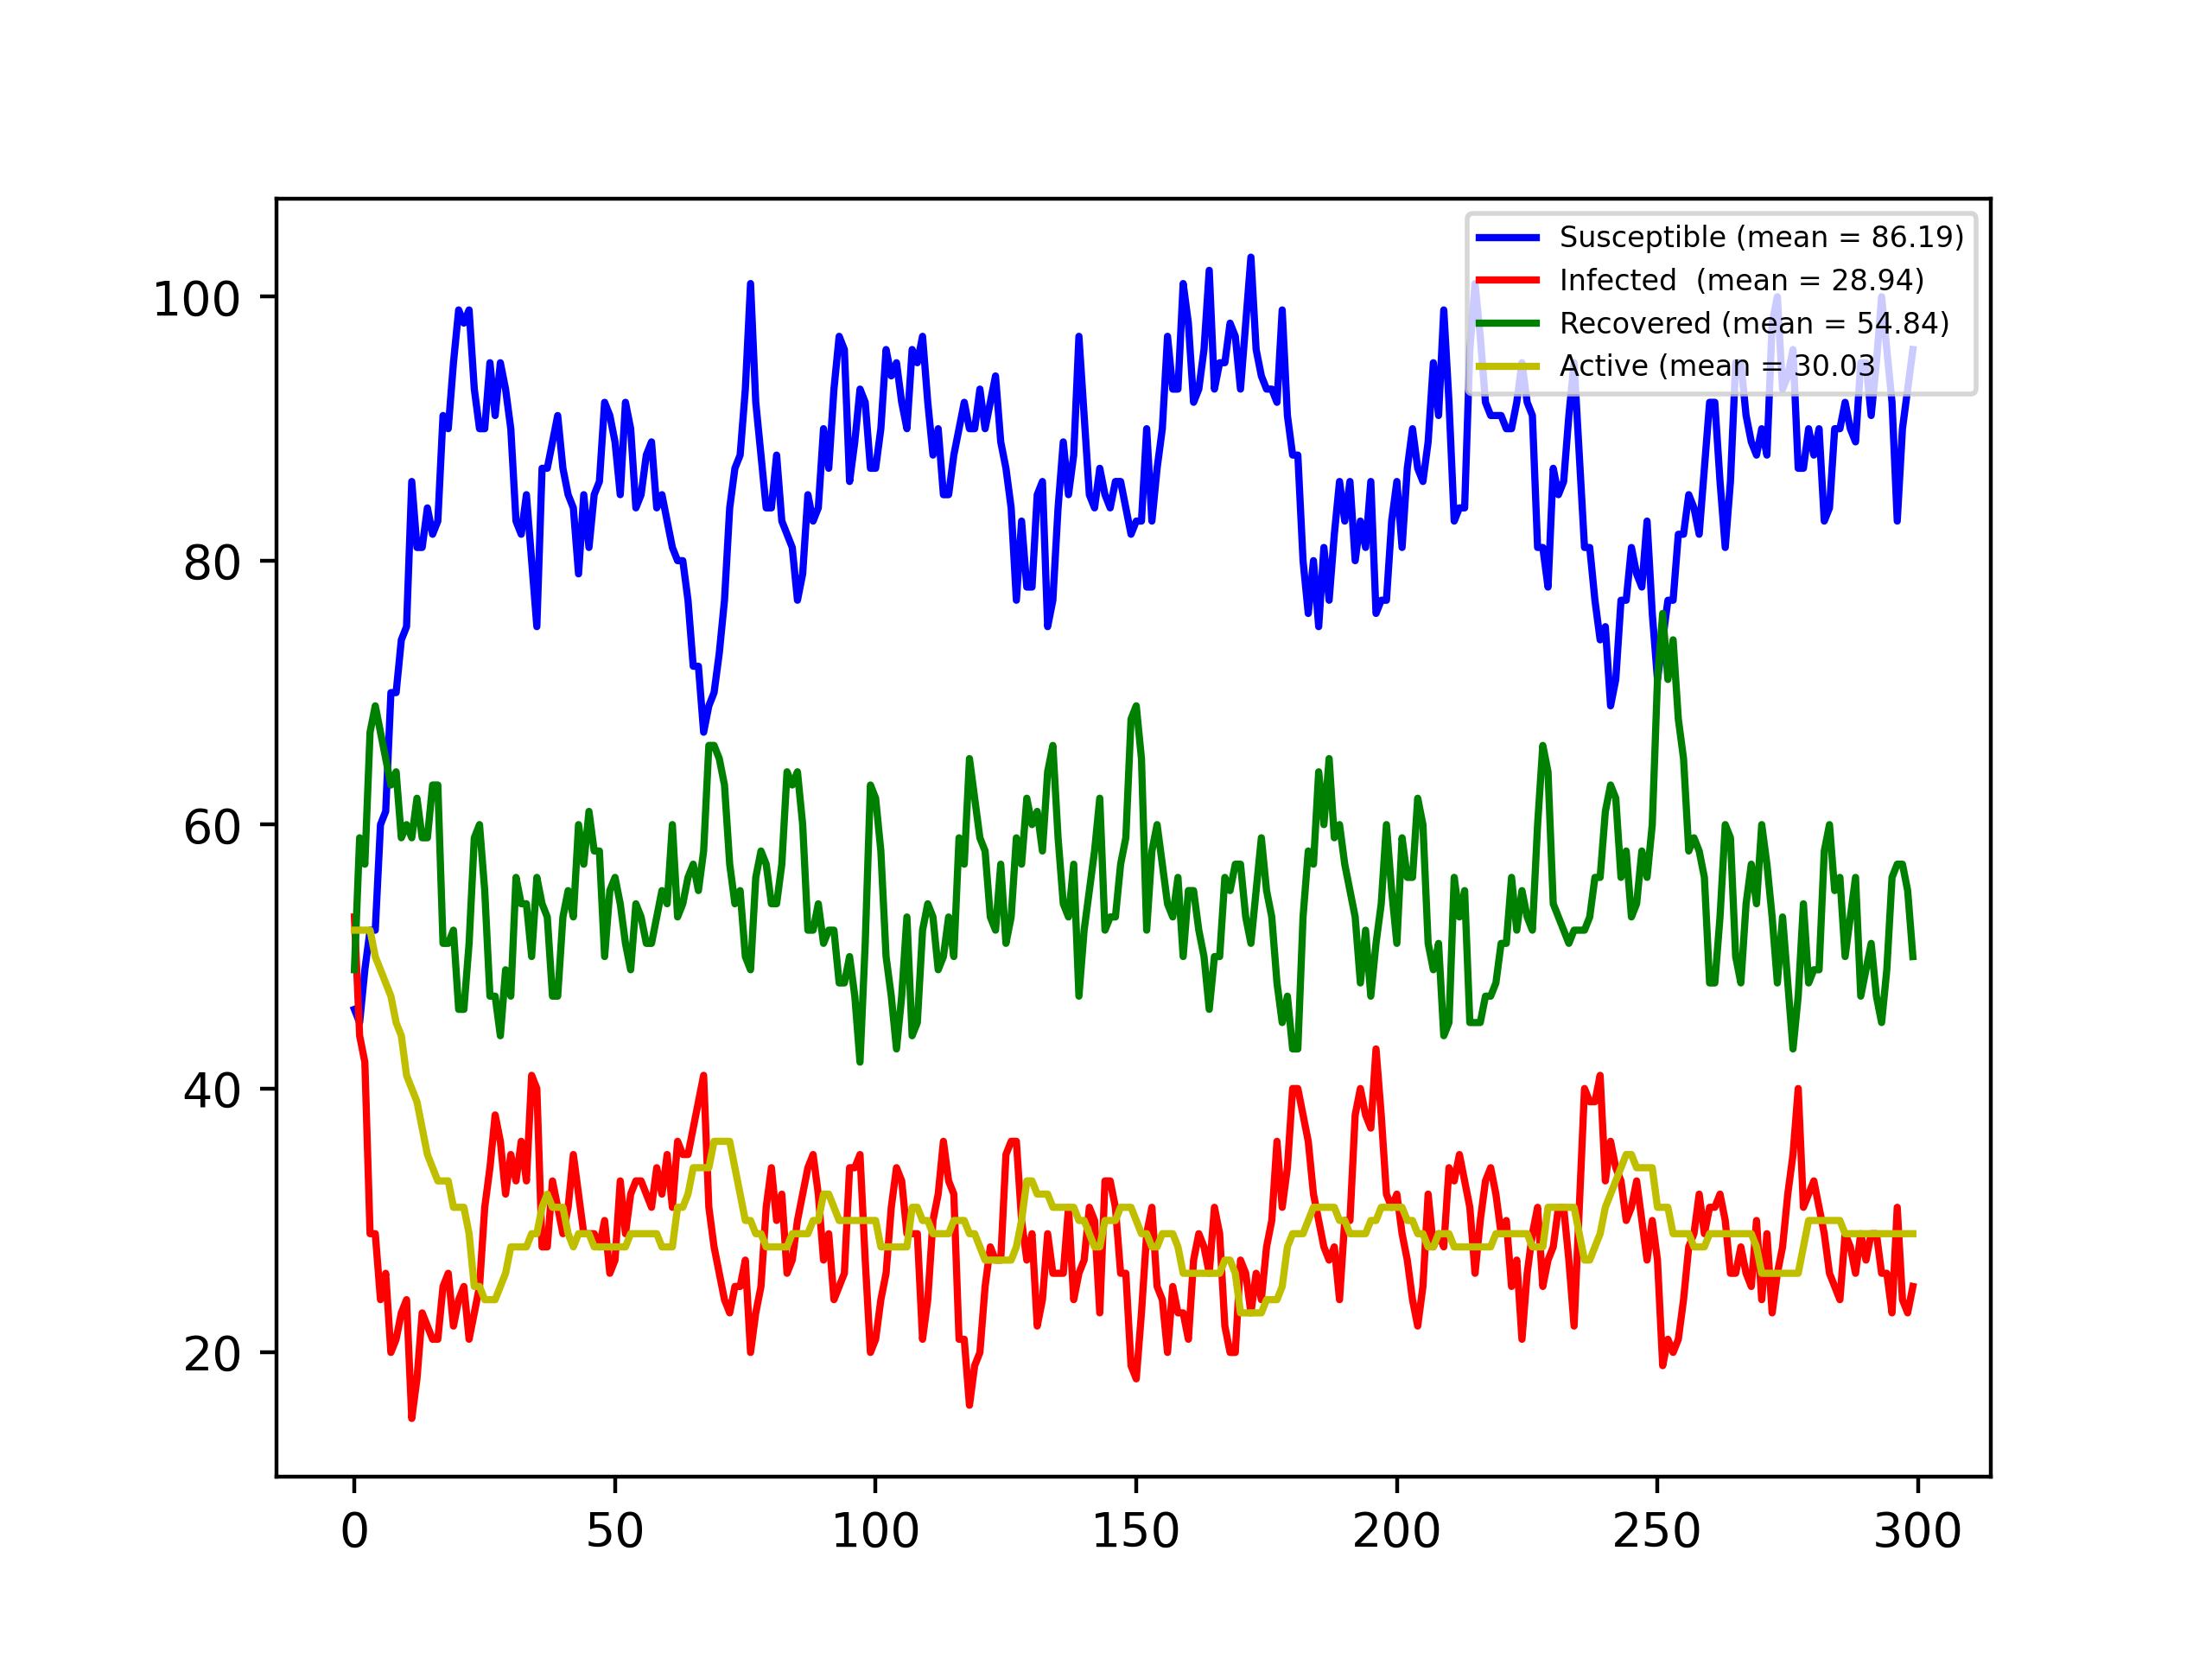 Susceptible (mean = 86.19)
Infected  (mean = 28.94)
Recovered (mean = 54.84)
Active (mean = 30.03
100
80
60
40
20
0 50 100 150 200 250 300